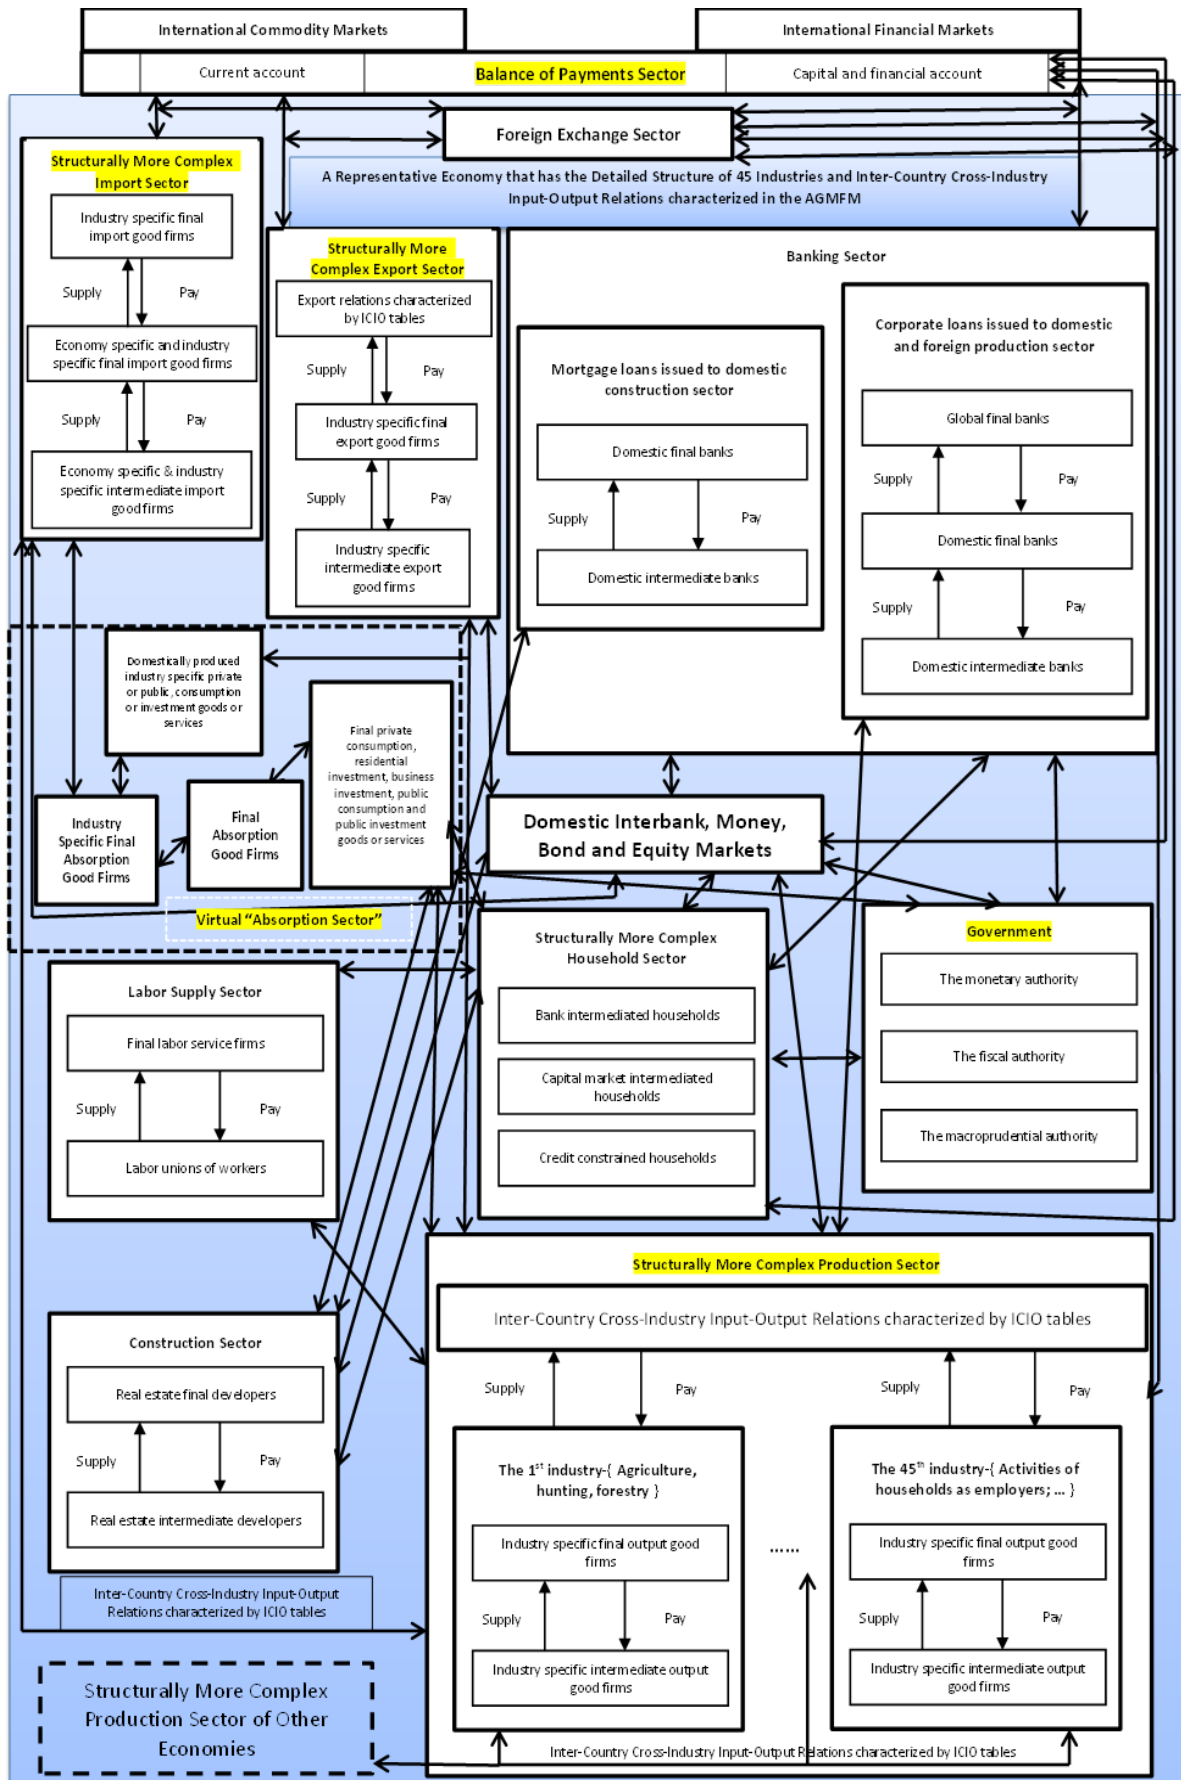 International Commodity Markets
International Financial Markets
Current account
Balance of Payments Sector
Capital and financial account
Foreign Exchange Sector
A Representative Economy that has the Detailed Structure of 45 Industries and Inter-Country Cross-Industry
Input-Output Relations characterized in the AGMFM
Structurally More Complex
Import Sector
Industry specific final
import good firms
Supply
Pay
Economy specific and industry
specific final import good firms
Supply
Pay
Economy specific & industry
specific intermediate import
good firms
Structurally More
Complex Export Sector
Export relations characterized
by ICIO tables
Supply
Pay
Industry specific final
export good firms
Supply
Pay
Industry specific
intermediate export
good firms
Banking Sector
Mortgage loans issued to domestic
construction sector
Domestic final banks
Supply
Pay
Domestic intermediate banks
Corporate loans issued to domestic
and foreign production sector
Global final banks
Supply
Pay
Domestic final banks
Supply
Pay
Domestic intermediate banks
Domestically produced
industry specific private
or public, consumption
or investment goods or
services
Final private
consumption,
residential
investment, business
investment, public
consumption and
public investment
goods or services
Industry
Specific Final
Absorption
Good Firms
Final
Absorption
Good Firms
Virtual “Absorption Sector”
Domestic Interbank, Money,
Bond and Equity Markets
Structurally More Complex
Household Sector
Bank intermediated households
Capital market intermediated
households
Credit constrained households
Government
The monetary authority
The fiscal authority
The macroprudential authority
Labor Supply Sector
Final labor service firms
Supply
Pay
Labor unions of workers
Construction Sector
Real estate final developers
Supply
Pay
Real estate intermediate developers
Inter-Country Cross-Industry Input-Output
Relations characterized by ICIO tables
Structurally More Complex
Production Sector of Other
Economies
Structurally More Complex Production Sector
Inter-Country Cross-Industry Input-Output Relations characterized by ICIO tables
Supply
Pay
Supply
Pay
The 1st industry-{ Agriculture,
hunting, forestry }
Industry specific final output good
firms
Supply
Pay
Industry specific intermediate output
good firms
......
The 45th industry-{ Activities of
households as employers; ... }
Industry specific final output good
firms
Supply
Pay
Industry specific intermediate output
good firms
Inter-Country Cross-Industry Input-Output Relations characterized by ICIO tables